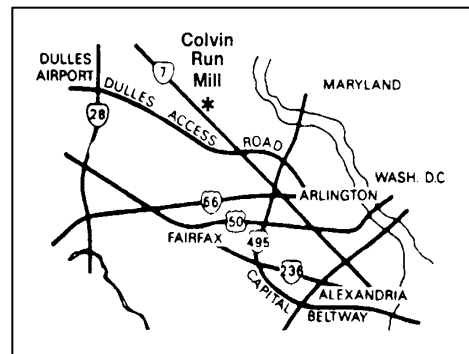 DULLES
AIRPORT
Colvin
Run
Mill
*
7
MARYLAND
28
DULLES ACCESS ROAD
WASH. D.C
ARLINGTON
66
50
FAIRFAX
495
236
ALEXANDRIA
CAPITAL BELTWAY